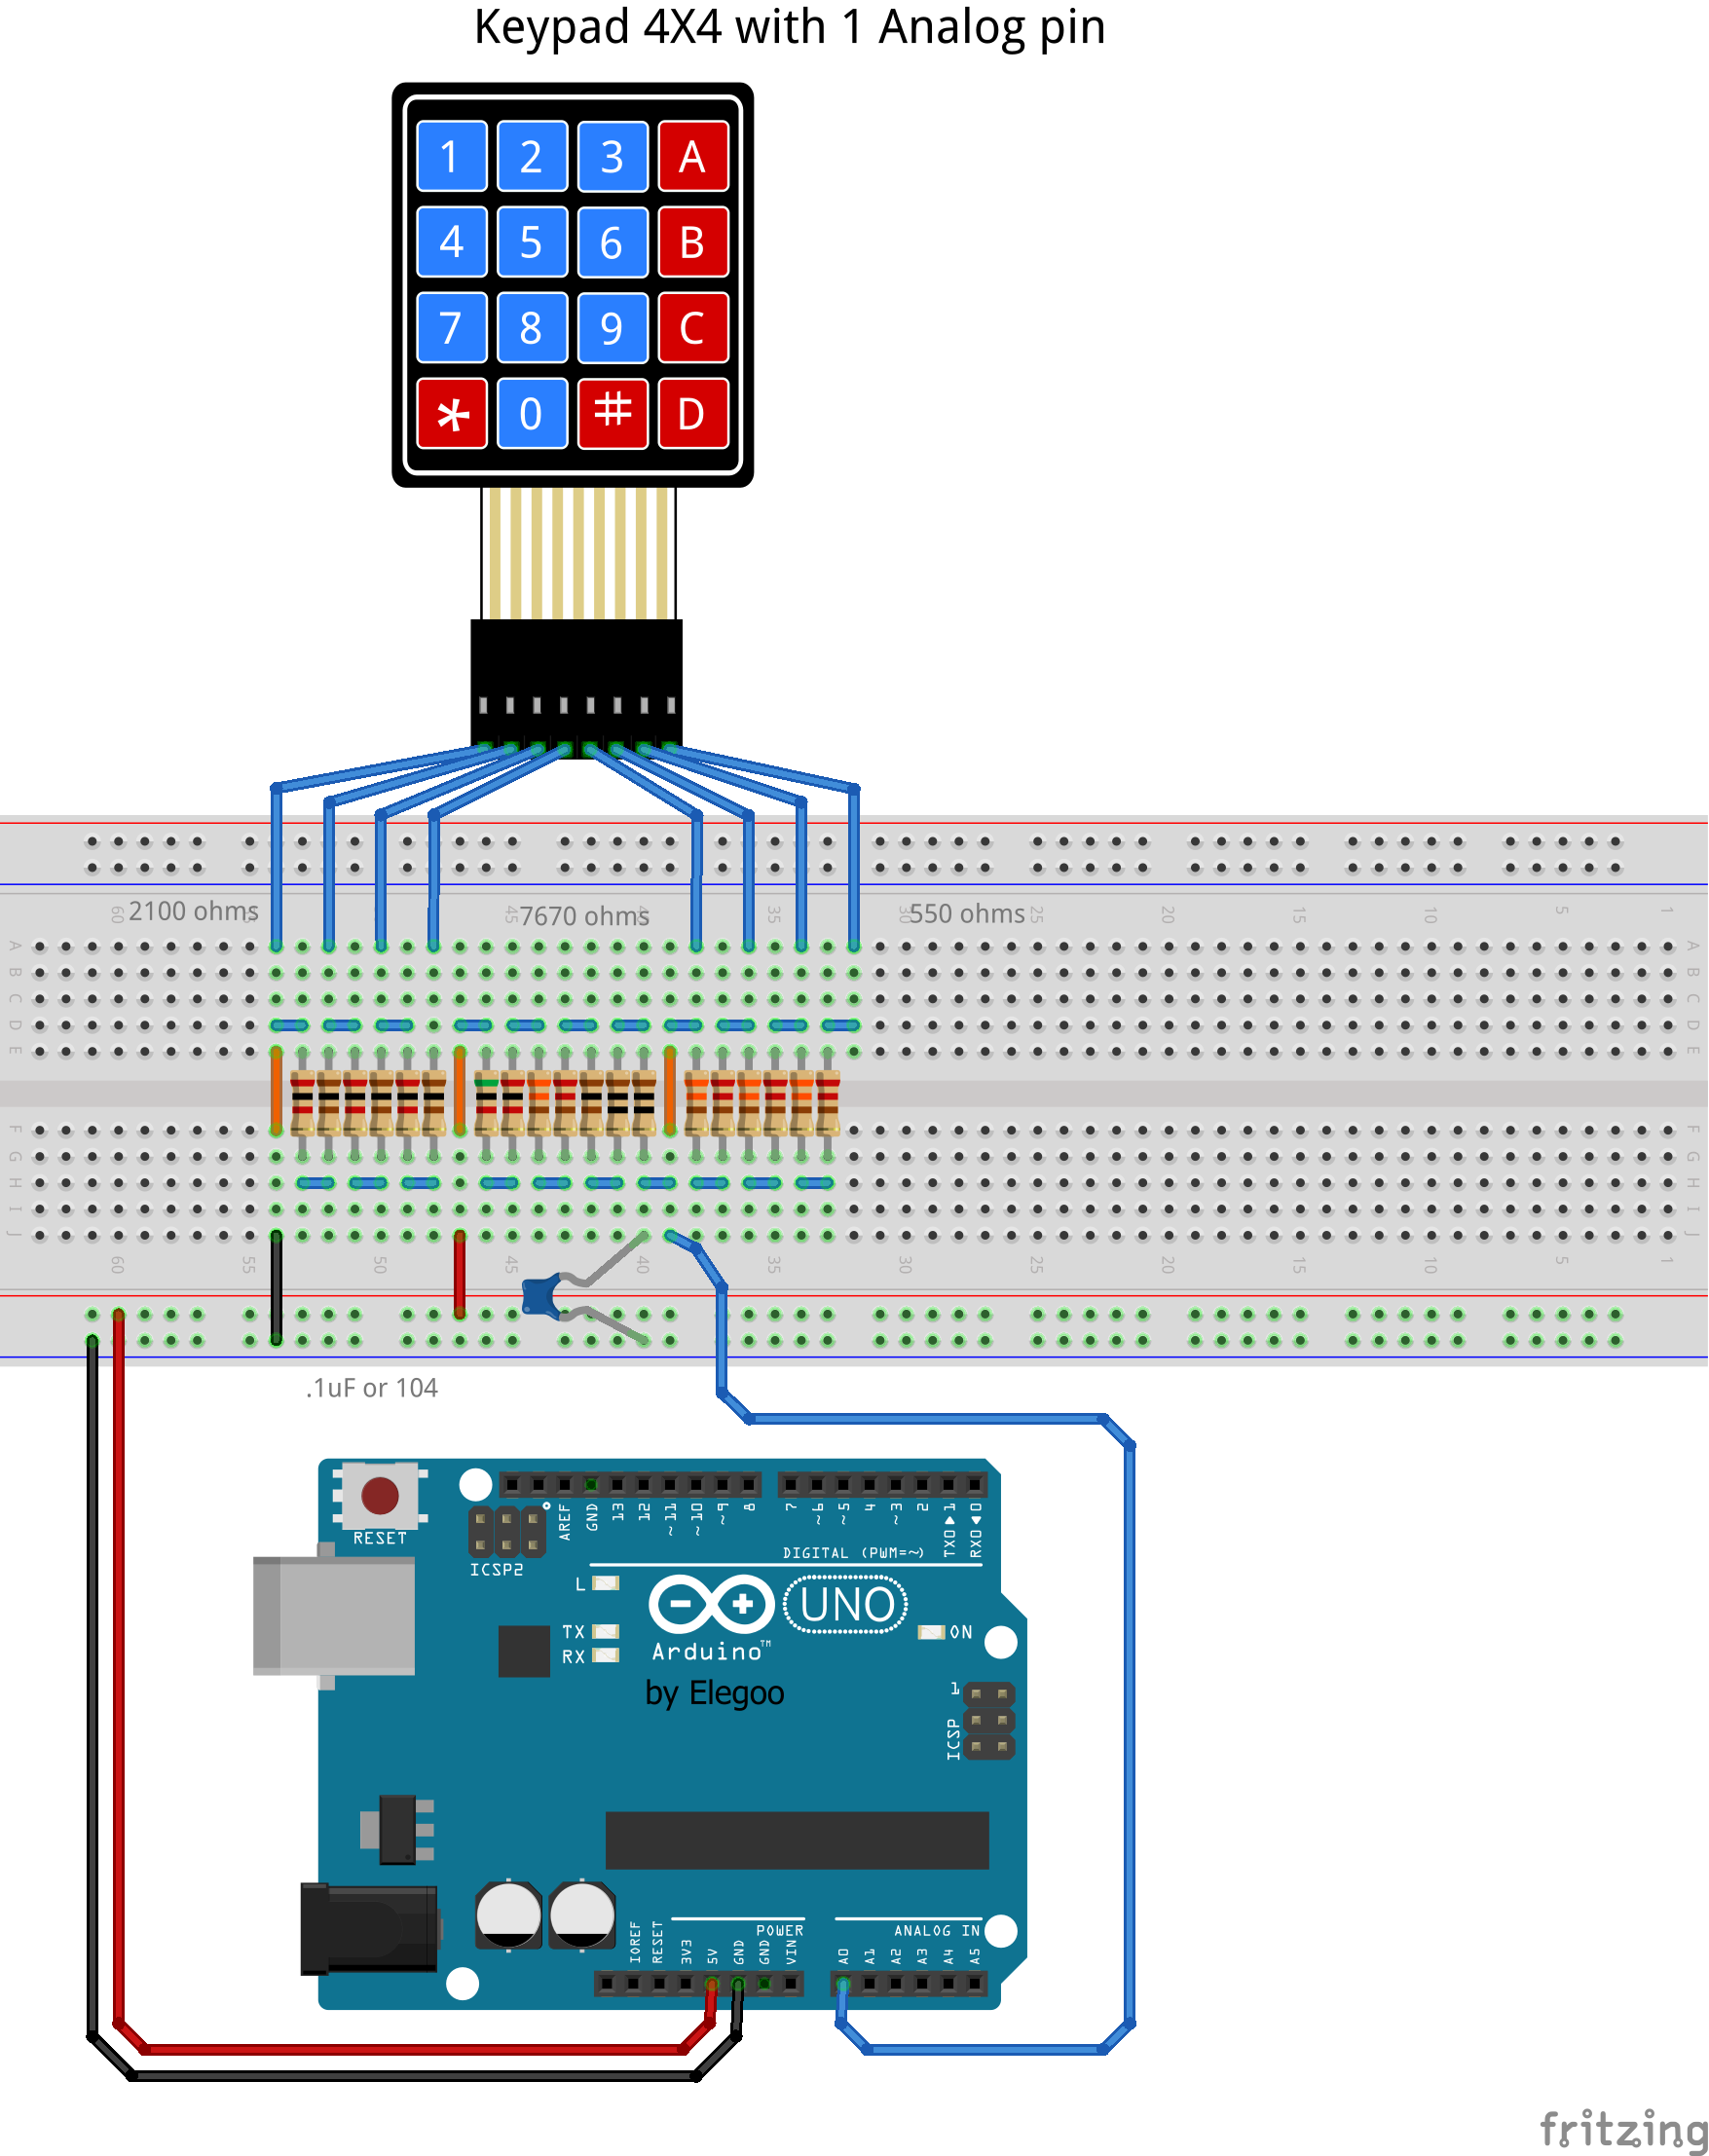 Keypad 4X4 with 1 Analog pin
1 2 3 A
4 5 6 B
7 8 9 C
* 0 # D
2100 ohms
7670 ohms
550 ohms
60 45 40 35 30 25 20 15 10 5 1
A A
B B
C C
D D
E E
F F
G G
H H
I I
J J
60 55 50 45 40 35 30 25 20 15 10 5 1
.1uF or 104
RESET
AREF GND 13 12 ~11 ~10 ~9 8 7 ~6 ~5 4 ~3 2 TX0▶1 RX0◀0
DIGITAL (PWM=~)
ICSP2
L
UNO
TX
RX
ON
Arduino™
by Elegoo
1
ICSP
POWER
ANALOG IN
IOREF RESET 3V3 5V GND GND VIN A0 A1 A2 A3 A4 A5
fritzing